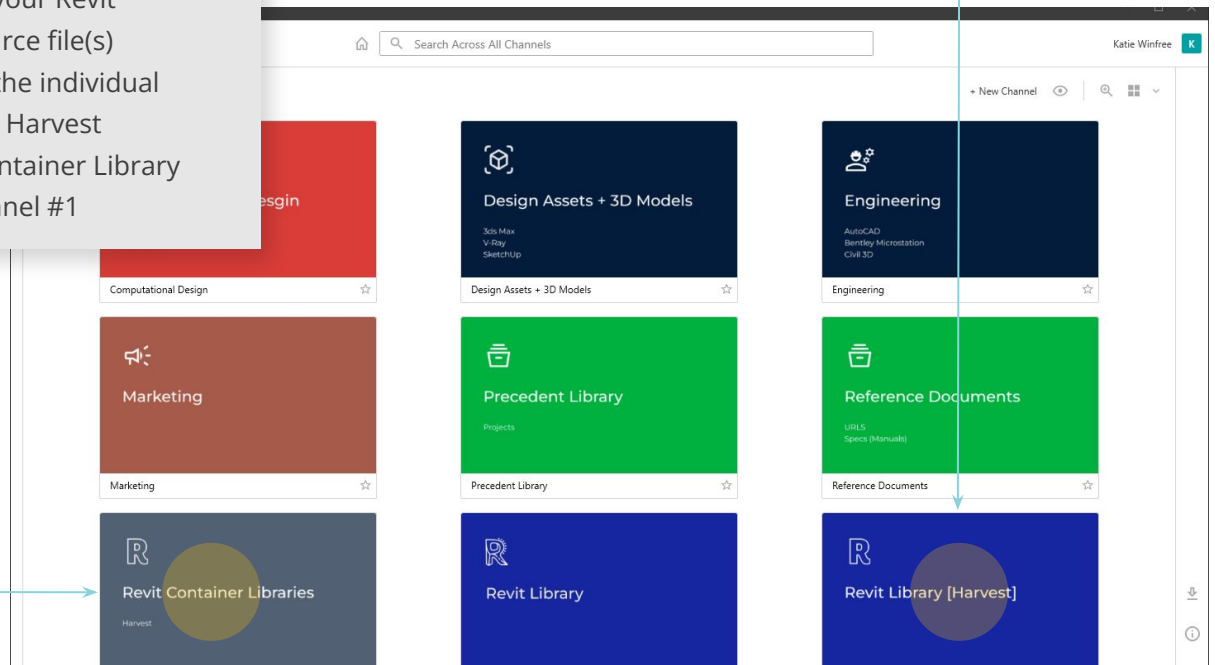 your Revit
rce file(s)
the individual
Harvest
ntainer Library
nel #1
Search Across All Channels
Katie Winfree
K
+ New Channel
esgin
Computational Design
Design Assets + 3D Models
3ds Max
V-Ray
SketchUp
Design Assets + 3D Models
Engineering
AutoCAD
Bentley Microstation
Civil 3D
Engineering
Marketing
Marketing
Precedent Library
Projects
Precedent Library
Reference Documents
URLS
Specs (Manuals)
Reference Documents
R
Revit Container Libraries
Harvest
R
Revit Library
R
Revit Library [Harvest]